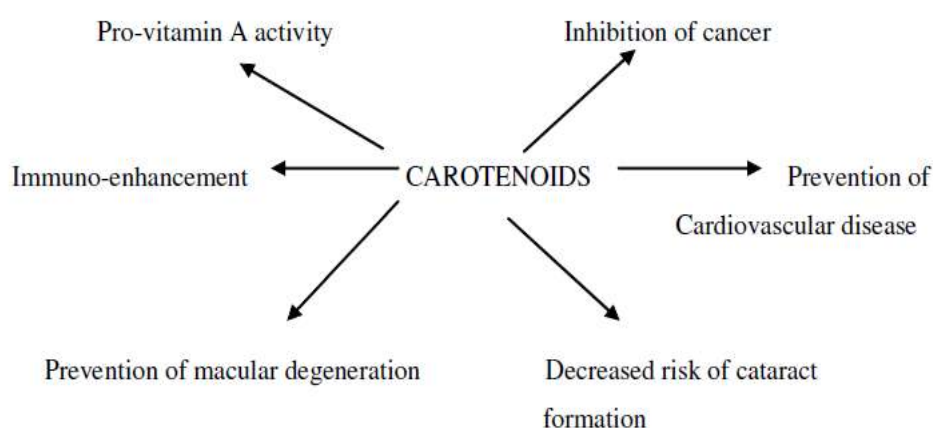 Pro-vitamin A activity
Inhibition of cancer
Immuno-enhancement
CAROTENOIDS
Prevention of
Cardiovascular disease
Prevention of macular degeneration
Decreased risk of cataract
formation